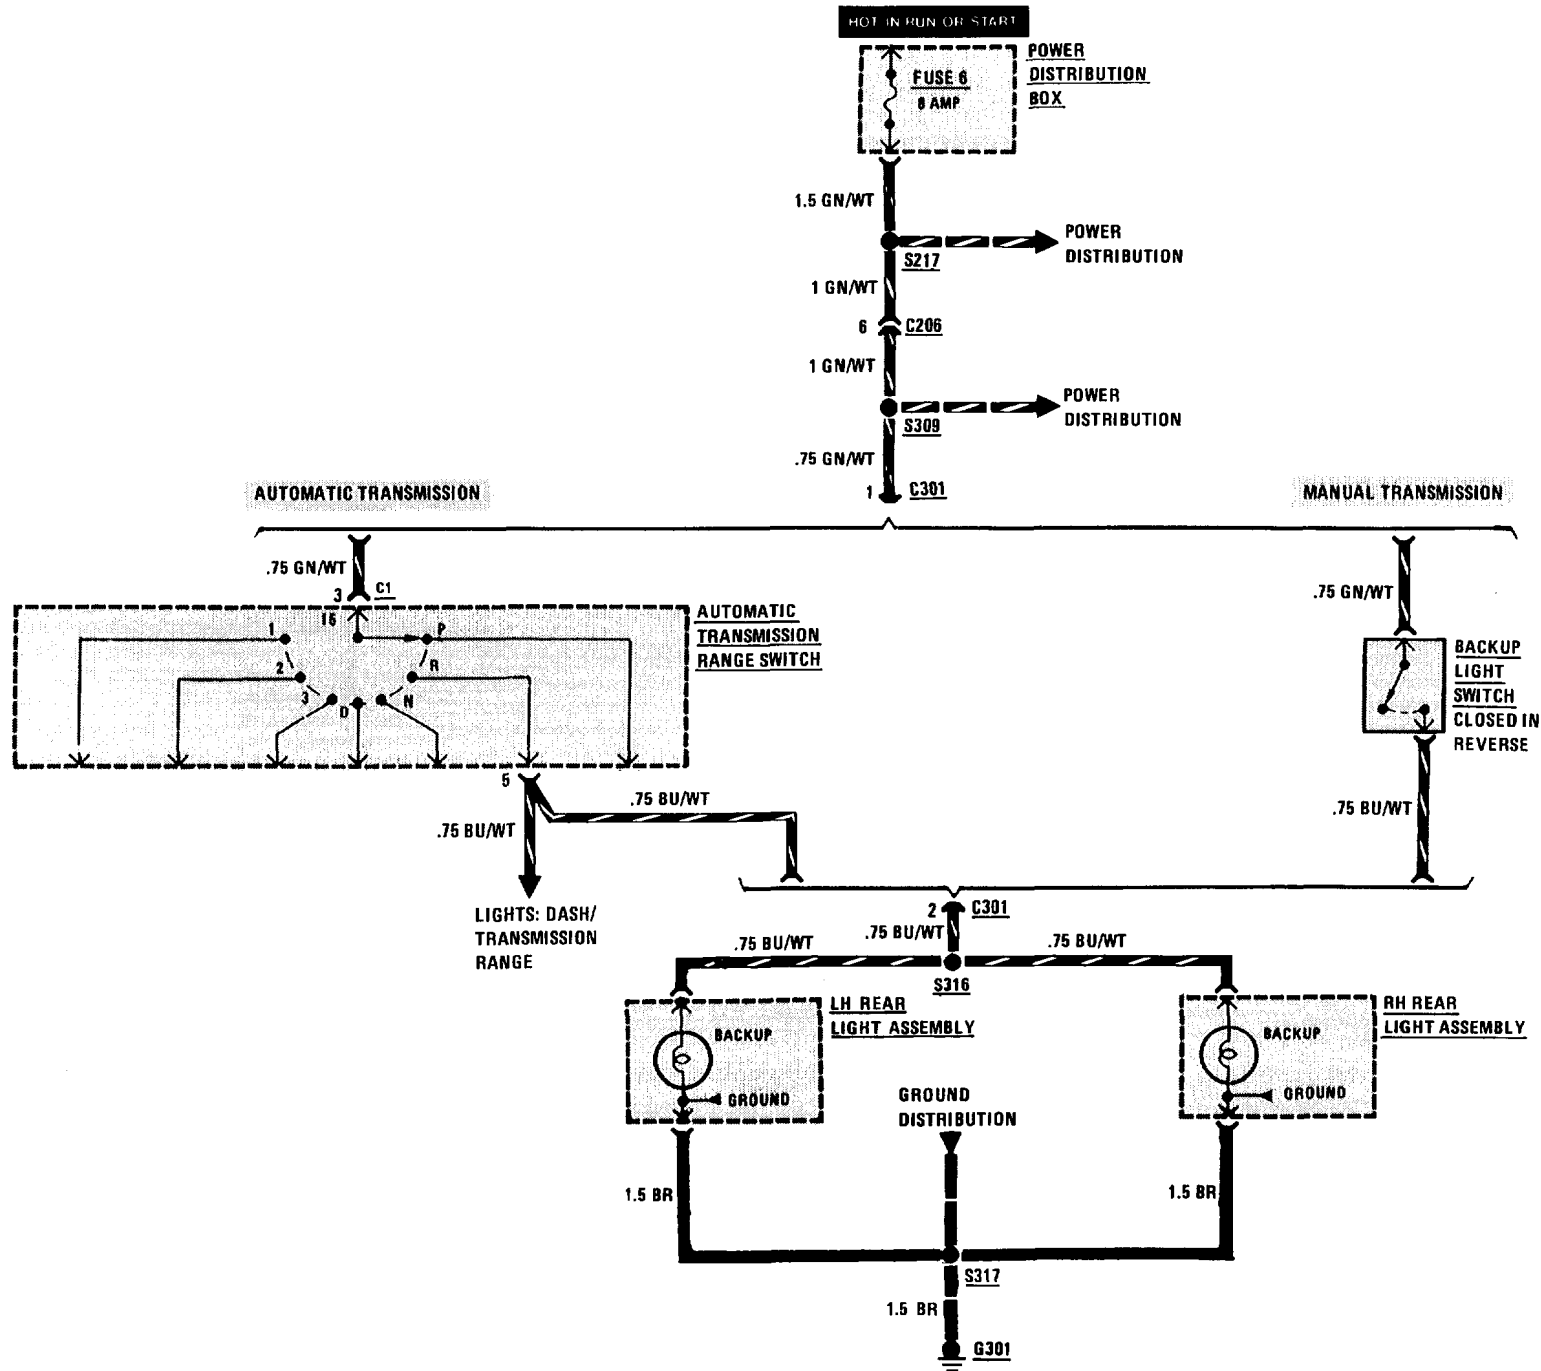 HOT IN RUN OR START
POWER
DISTRIBUTION
BOX
FUSE 6
8 AMP
1.5 GN/WT
POWER
DISTRIBUTION
S217
1 GN/WT
6
C206
1 GN/WT
POWER
DISTRIBUTION
S309
.75 GN/WT
1
C301
AUTOMATIC TRANSMISSION
MANUAL TRANSMISSION
.75 GN/WT
3
C1
15
AUTOMATIC
TRANSMISSION
RANGE SWITCH
1
2
3
D
N
R
P
.75 GN/WT
BACKUP
LIGHT
SWITCH
CLOSED IN
REVERSE
5
.75 BU/WT
.75 BU/WT
.75 BU/WT
LIGHTS: DASH/
TRANSMISSION
RANGE
2
C301
.75 BU/WT
.75 BU/WT
.75 BU/WT
S316
LH REAR
LIGHT ASSEMBLY
BACKUP
GROUND
RH REAR
LIGHT ASSEMBLY
BACKUP
GROUND
GROUND
DISTRIBUTION
1.5 BR
1.5 BR
S317
1.5 BR
G301